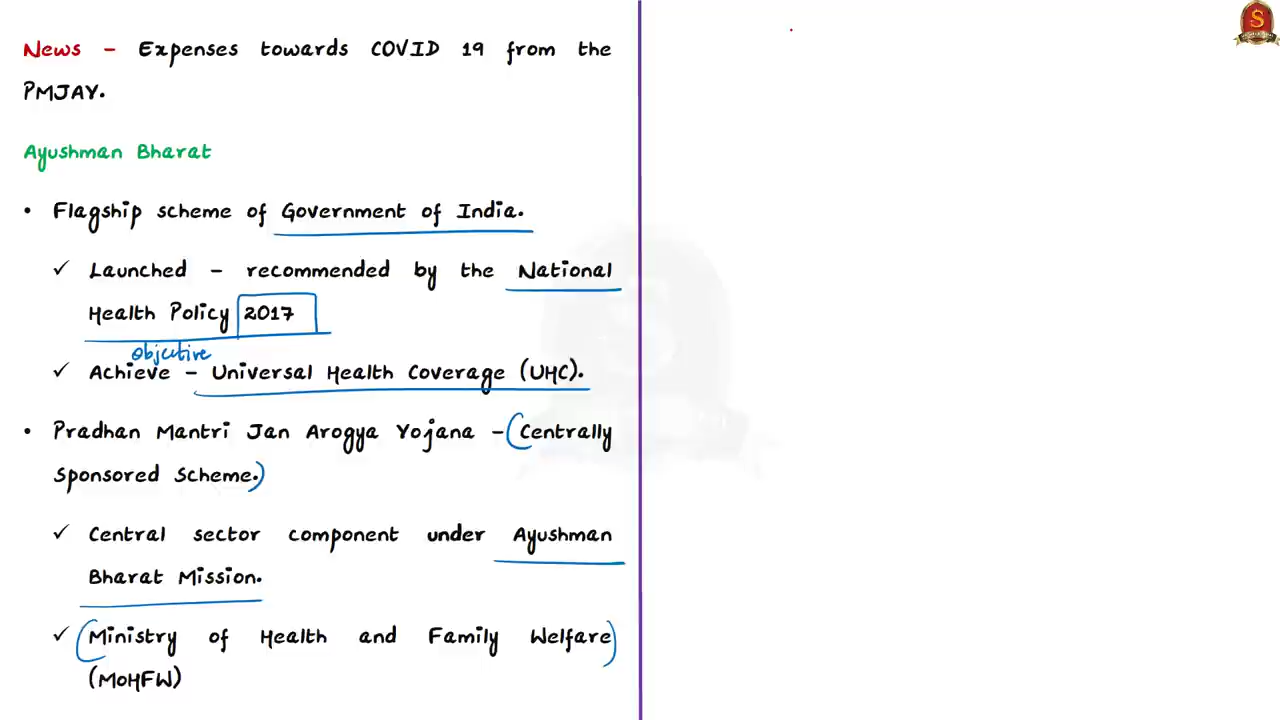 News - Expenses towards COVID 19 from the
PMJAY.
Ayushman Bharat
• Flagship scheme of Government of India.
✓ Launched - recommended by the National
Health Policy 2017
objective
✓ Achieve - Universal Health Coverage (UHC).
• Pradhan Mantri Jan Arogya Yojana - (Centrally
Sponsored Scheme.)
✓ Central sector component under Ayushman
Bharat Mission.
✓ (Ministry of Health and Family Welfare)
(MoHFW)